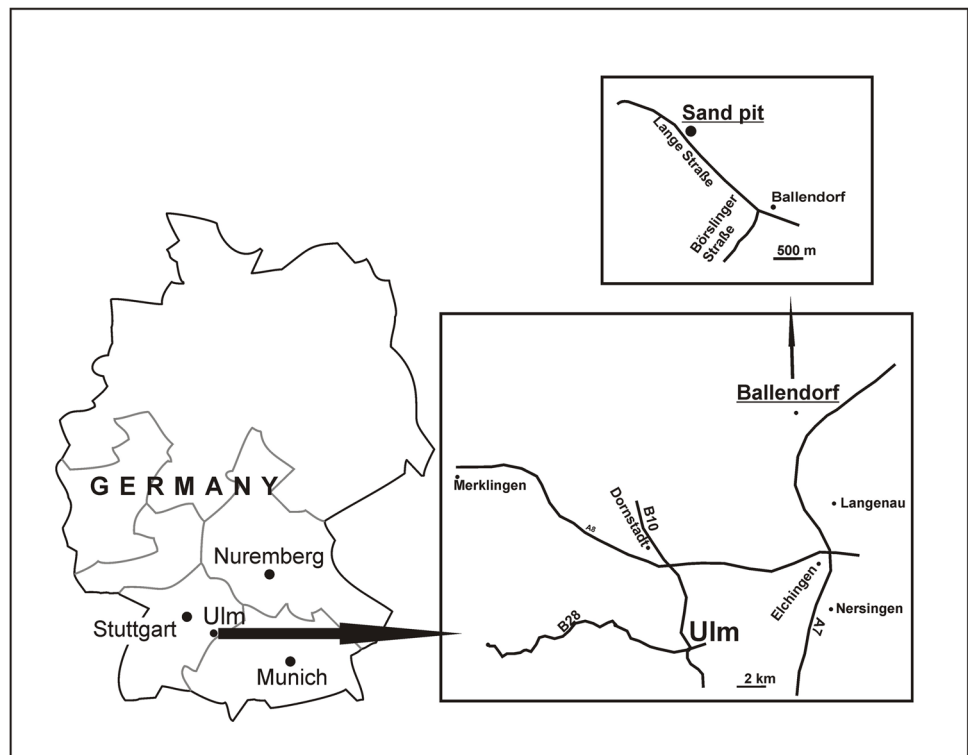 Sand pit
Lange Straße
Ballendorf
Börslinger
Straße
500 m
GERMANY
Nuremberg
Stuttgart
Ulm
Munich
Ballendorf
Merklingen
Dornstadt
B10
A8
Langenau
Elchingen
Nersingen
B28
Ulm
A7
2 km